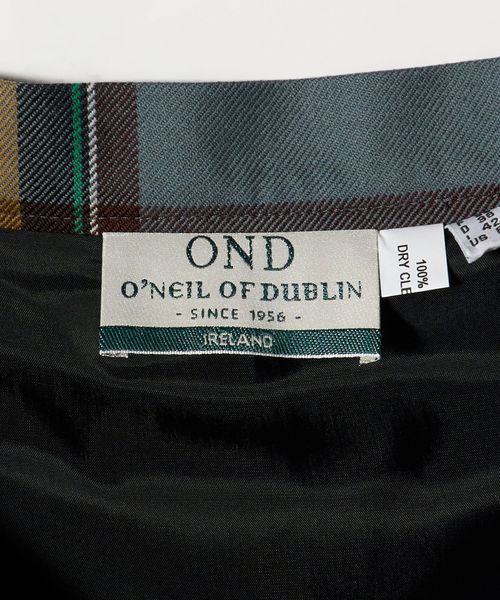 OND
O'NEIL OF DUBLIN
- SINCE 1956 -
IRELAND
100%
DRY CLE